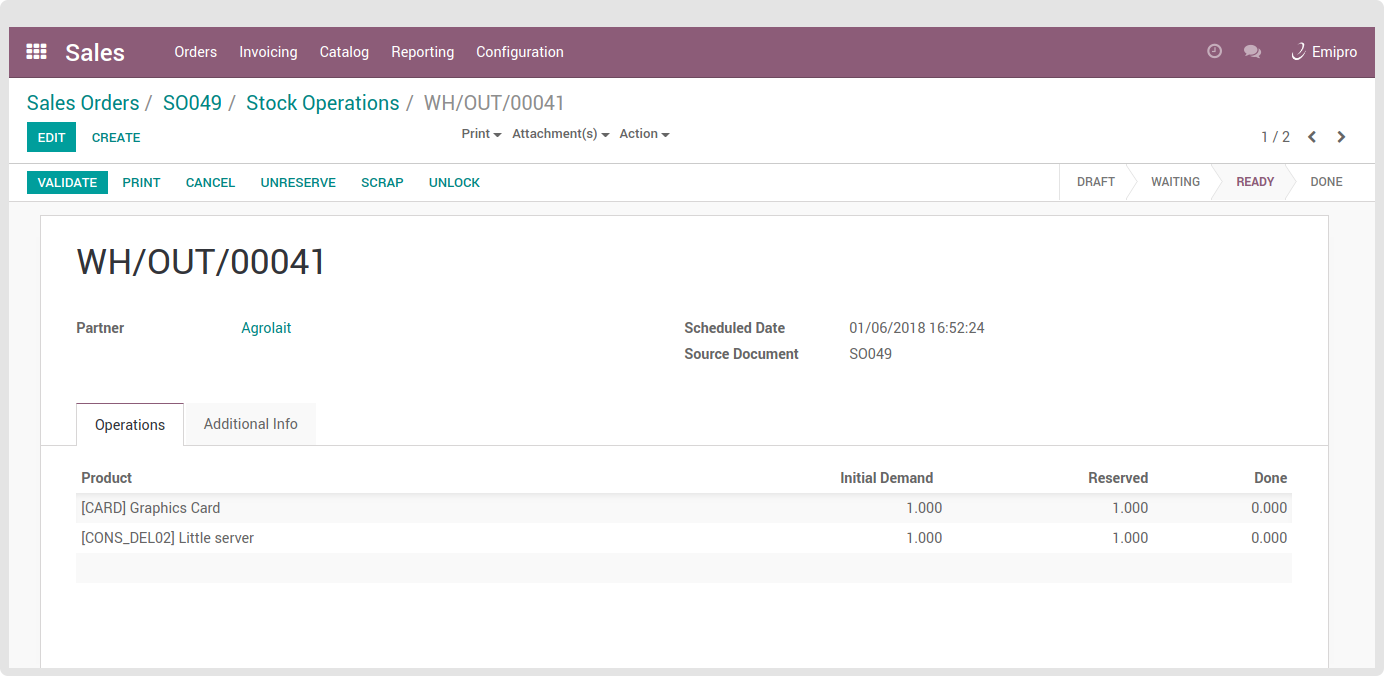 Sales Orders Invoicing Catalog Reporting Configuration Emipro
Sales Orders / SO049 / Stock Operations / WH/OUT/00041
EDIT CREATE Print Attachment(s) Action 1 / 2
VALIDATE PRINT CANCEL UNRESERVE SCRAP UNLOCK DRAFT WAITING READY DONE
WH/OUT/00041
Partner Agrolait Scheduled Date 01/06/2018 16:52:24
Source Document SO049
Operations Additional Info
Product Initial Demand Reserved Done
[CARD] Graphics Card 1.000 1.000 0.000
[CONS_DEL02] Little server 1.000 1.000 0.000